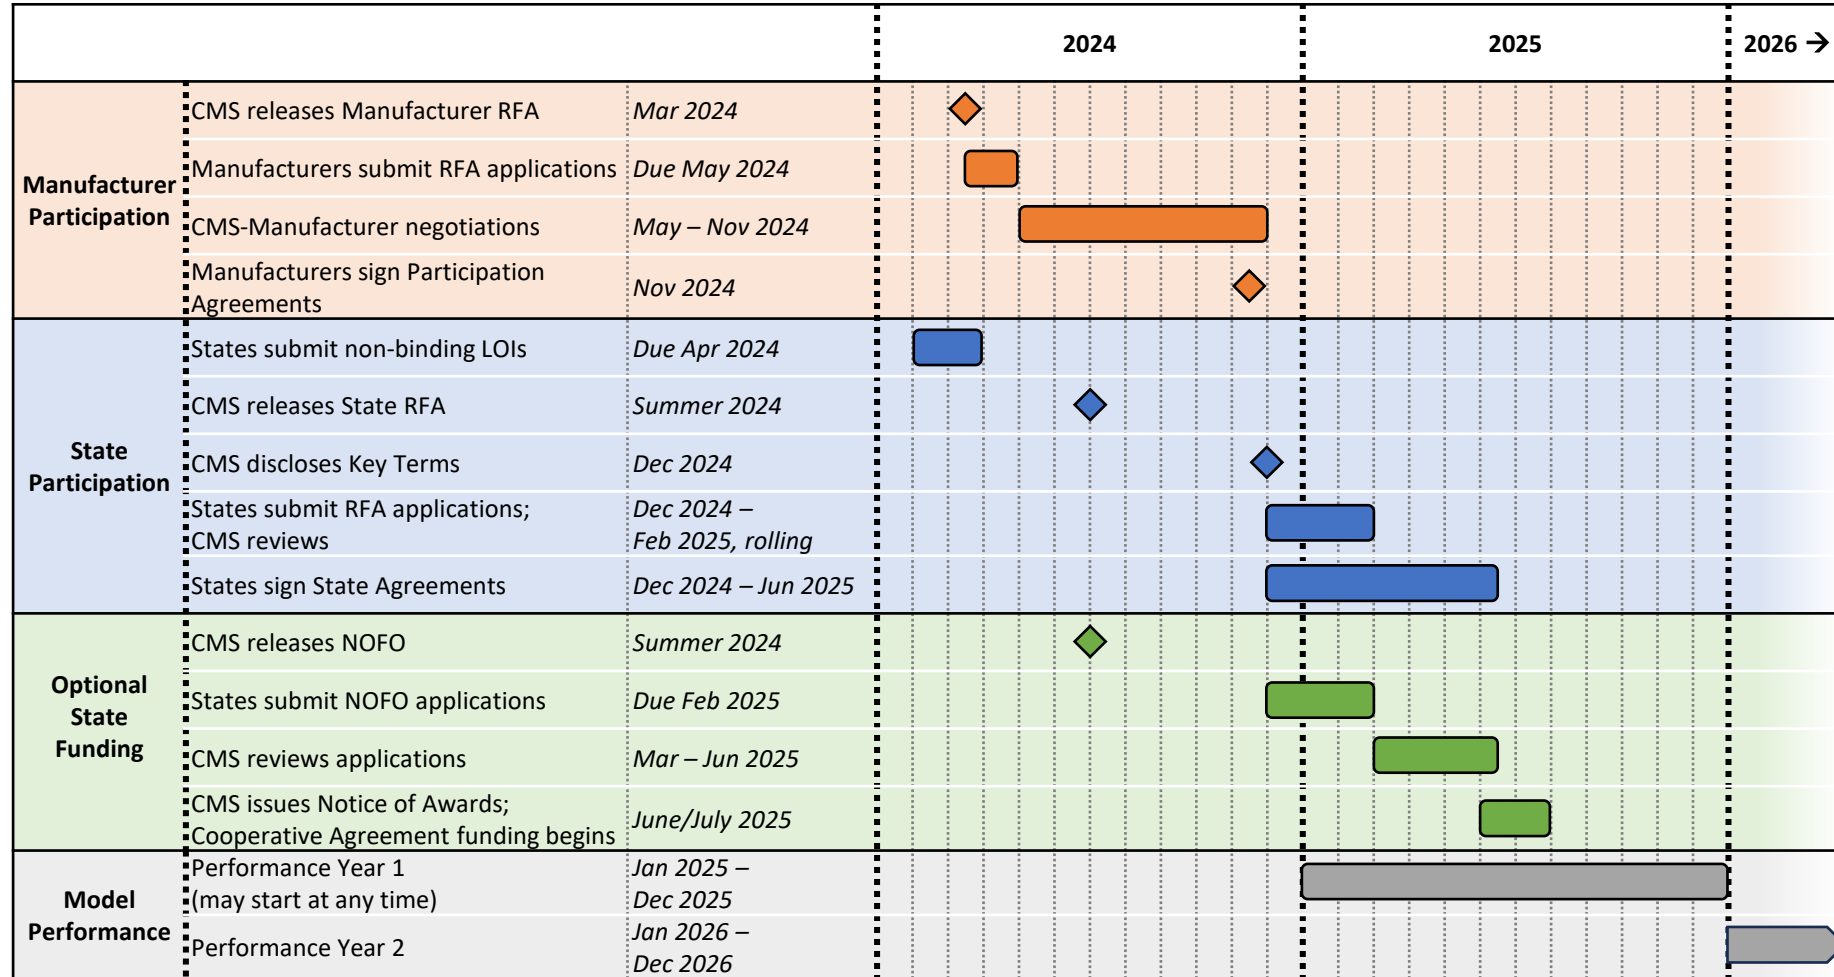 2024
2025
2026 →
Manufacturer
Participation
CMS releases Manufacturer RFA
Mar 2024
Manufacturers submit RFA applications
Due May 2024
CMS-Manufacturer negotiations
May – Nov 2024
Manufacturers sign Participation
Agreements
Nov 2024
State
Participation
States submit non-binding LOIs
Due Apr 2024
CMS releases State RFA
Summer 2024
CMS discloses Key Terms
Dec 2024
States submit RFA applications;
CMS reviews
Dec 2024 –
Feb 2025, rolling
States sign State Agreements
Dec 2024 – Jun 2025
Optional
State
Funding
CMS releases NOFO
Summer 2024
States submit NOFO applications
Due Feb 2025
CMS reviews applications
Mar – Jun 2025
CMS issues Notice of Awards;
Cooperative Agreement funding begins
June/July 2025
Model
Performance
Performance Year 1
(may start at any time)
Jan 2025 –
Dec 2025
Performance Year 2
Jan 2026 –
Dec 2026